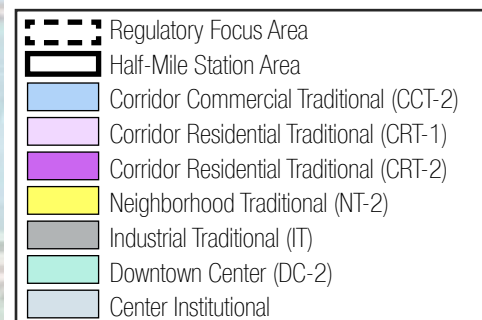 Regulatory Focus Area
Half-Mile Station Area
Corridor Commercial Traditional (CCT-2)
Corridor Residential Traditional (CRT-1)
Corridor Residential Traditional (CRT-2)
Neighborhood Traditional (NT-2)
Industrial Traditional (IT)
Downtown Center (DC-2)
Center Institutional